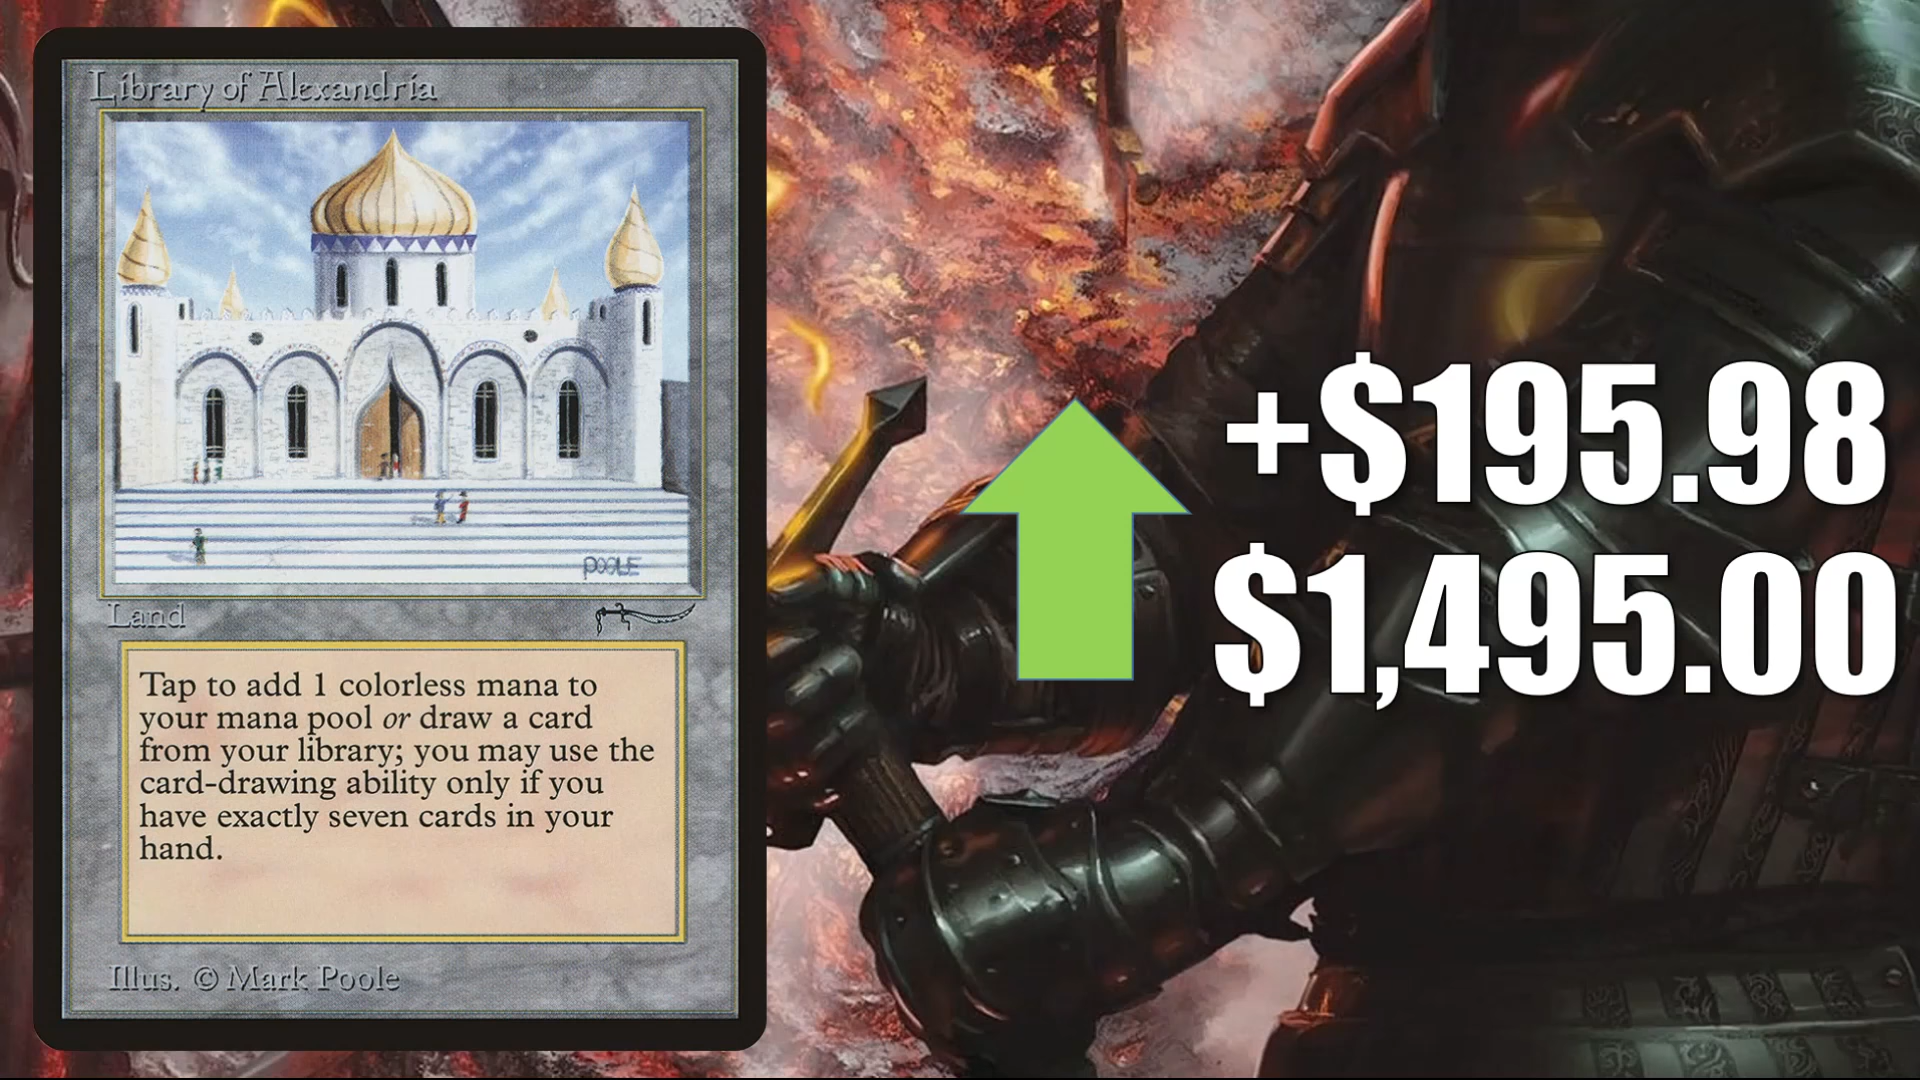 Library of Alexandria
POOLE
Land
Tap to add 1 colorless mana to
your mana pool or draw a card
from your library; you may use the
card-drawing ability only if you
have exactly seven cards in your
hand.
Illus. © Mark Poole
+$195.98
$1,495.00